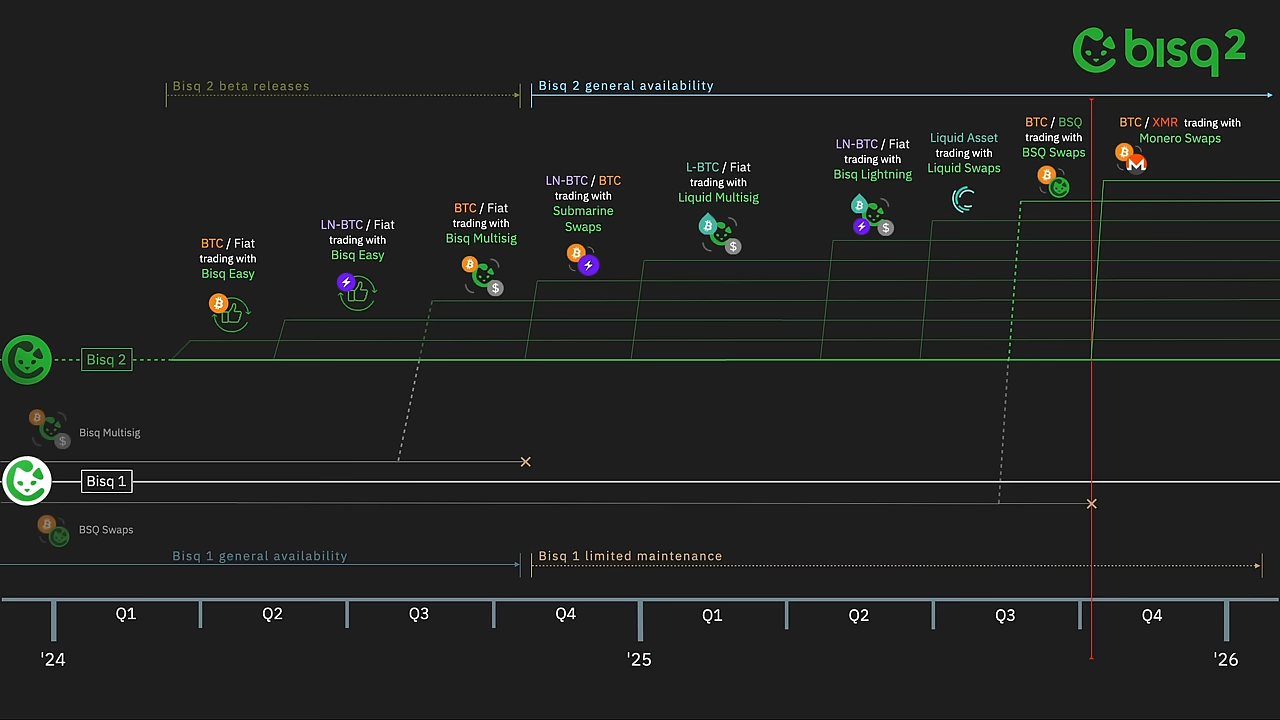 bisq2
Bisq 2 beta releases
Bisq 2 general availability
BTC / Fiat
trading with
Bisq Easy
LN-BTC / Fiat
trading with
Bisq Easy
BTC / Fiat
trading with
Bisq Multisig
LN-BTC / BTC
trading with
Submarine
Swaps
L-BTC / Fiat
trading with
Liquid Multisig
LN-BTC / Fiat
trading with
Bisq Lightning
Liquid Asset
trading with
Liquid Swaps
BTC / BSQ
trading with
BSQ Swaps
BTC / XMR trading with
Monero Swaps
Bisq 2
Bisq Multisig
Bisq 1
BSQ Swaps
Bisq 1 general availability
Bisq 1 limited maintenance
Q1 Q2 Q3 Q4 Q1 Q2 Q3 Q4
'24 '25 '26